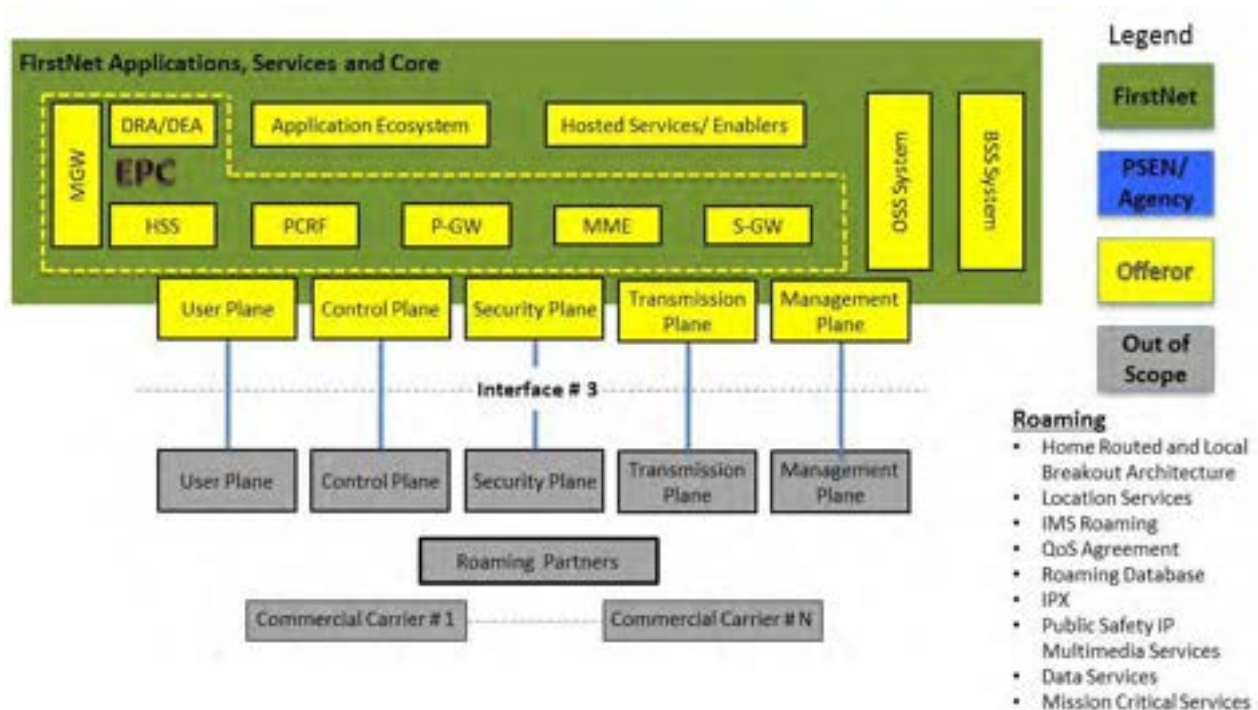 Legend
FirstNet Applications, Services and Core
FirstNet
DRA/DEA
Application Ecosystem
Hosted Services/ Enablers
MGW
EPC
OSS System
BSS System
PSEN/
Agency
HSS
PCRF
P-GW
MME
S-GW
Offeror
User Plane
Control Plane
Security Plane
Transmission
Plane
Management
Plane
Out of
Scope
Interface # 3
Roaming
• Home Routed and Local
Breakout Architecture
• Location Services
• IMS Roaming
• QoS Agreement
• Roaming Database
• IPX
• Public Safety IP
Multimedia Services
• Data Services
• Mission Critical Services
User Plane
Control Plane
Security Plane
Transmission
Plane
Management
Plane
Roaming Partners
Commercial Carrier # 1
Commercial Carrier # N